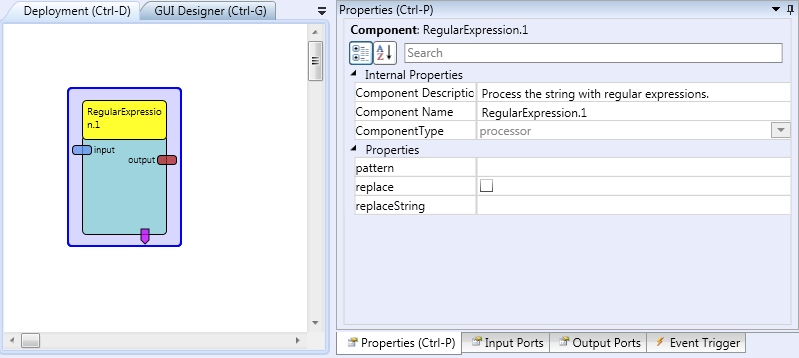 Deployment (Ctrl-D)
GUI Designer (Ctrl-G)
RegularExpressio
n.1
input
output
Properties (Ctrl-P)
Component: RegularExpression.1
A
Z
Search
Internal Properties
Component Descriptio
Process the string with regular expressions.
Component Name
RegularExpression.1
ComponentType
processor
Properties
pattern
replace
replaceString
Properties (Ctrl-P)
Input Ports
Output Ports
Event Trigger